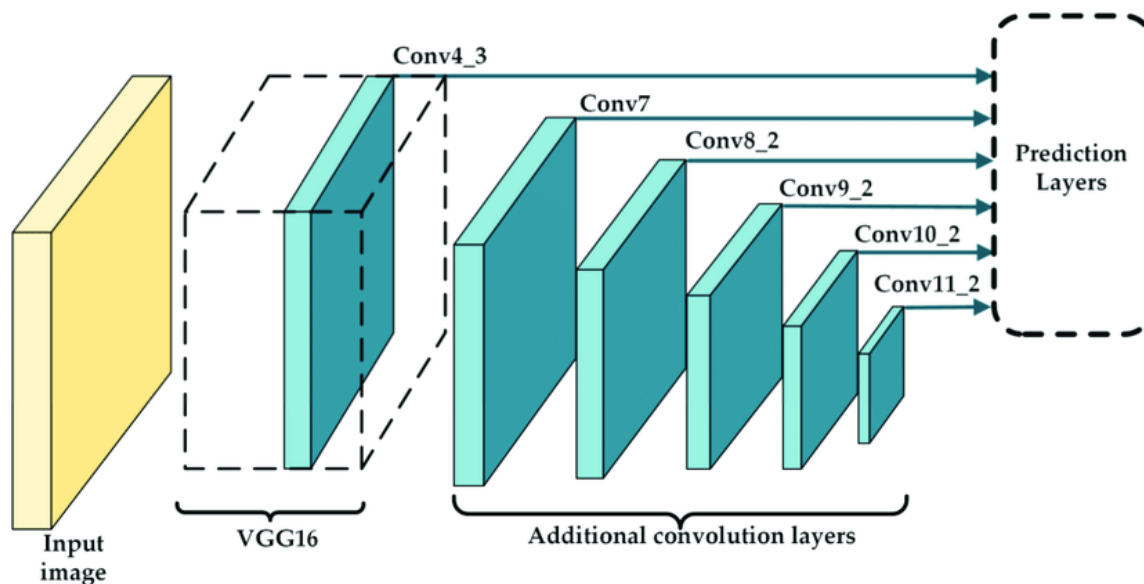 Conv4_3
Conv7
Conv8_2
Conv9_2
Conv10_2
Conv11_2
Prediction
Layers
VGG16
Additional convolution layers
Input
image